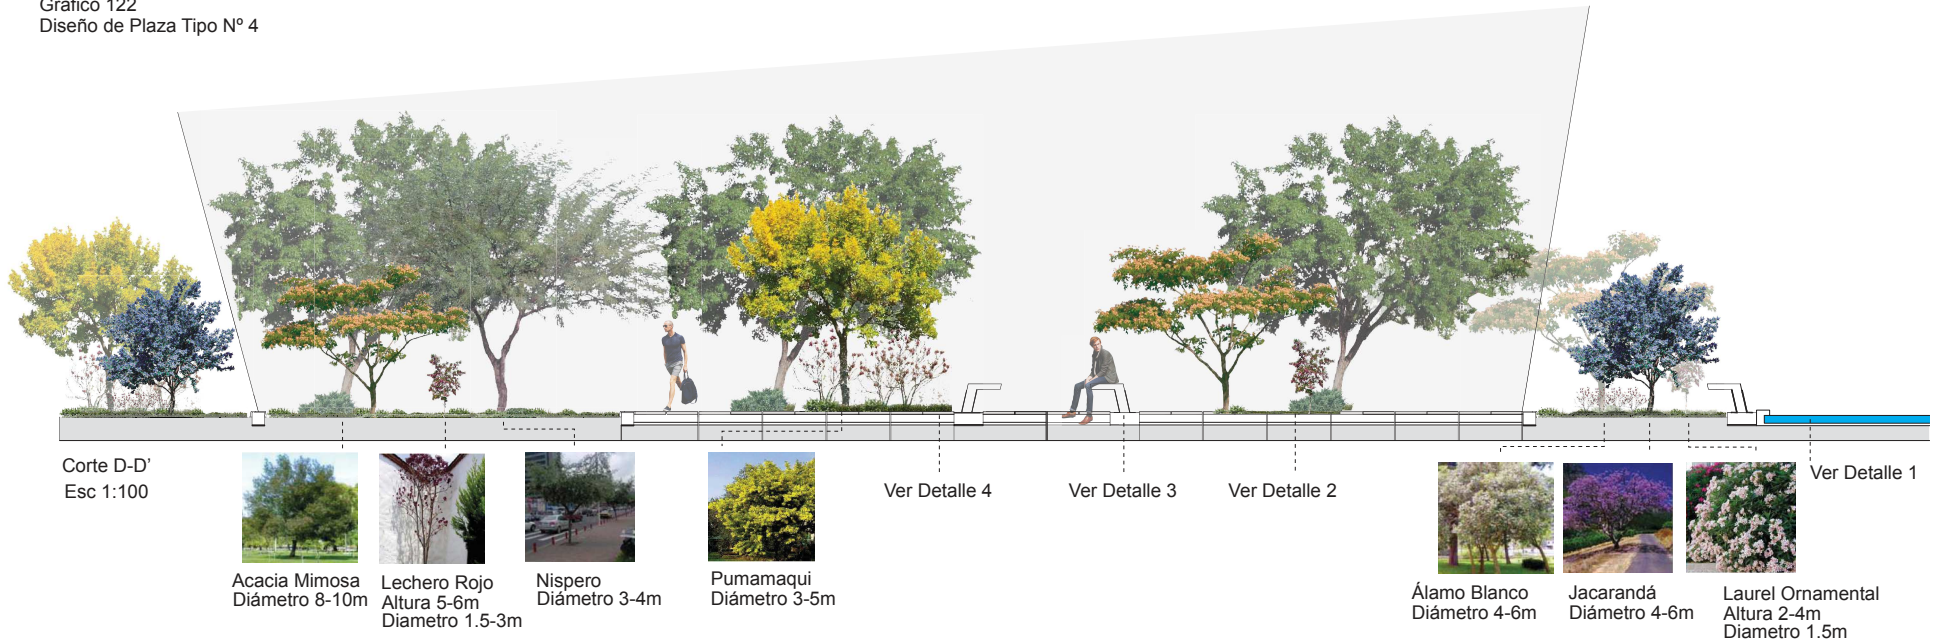 Gráfico 122
Diseño de Plaza Tipo Nº 4
Corte D-D'
Esc 1:100
Acacia Mimosa
Diámetro 8-10m
Lechero Rojo
Altura 5-6m
Diametro 1.5-3m
Nispero
Diámetro 3-4m
Pumamaqui
Diámetro 3-5m
Ver Detalle 4
Ver Detalle 3
Ver Detalle 2
Álamo Blanco
Diámetro 4-6m
Jacarandá
Diámetro 4-6m
Laurel Ornamental
Altura 2-4m
Diametro 1.5m
Ver Detalle 1